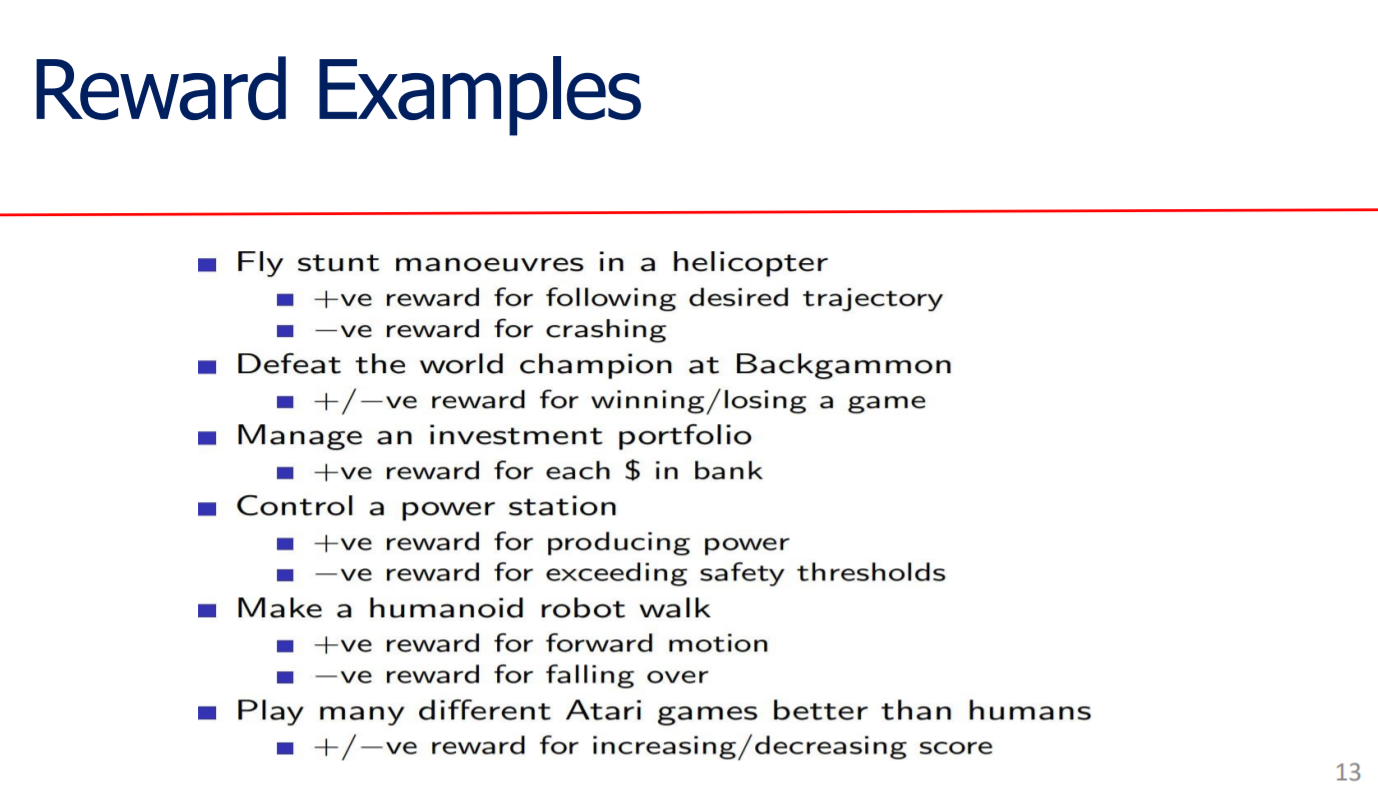 Reward Examples
Fly stunt manoeuvres in a helicopter
+ve reward for following desired trajectory
−ve reward for crashing
Defeat the world champion at Backgammon
+/−ve reward for winning/losing a game
Manage an investment portfolio
+ve reward for each $ in bank
Control a power station
+ve reward for producing power
−ve reward for exceeding safety thresholds
Make a humanoid robot walk
+ve reward for forward motion
−ve reward for falling over
Play many different Atari games better than humans
+/−ve reward for increasing/decreasing score
13